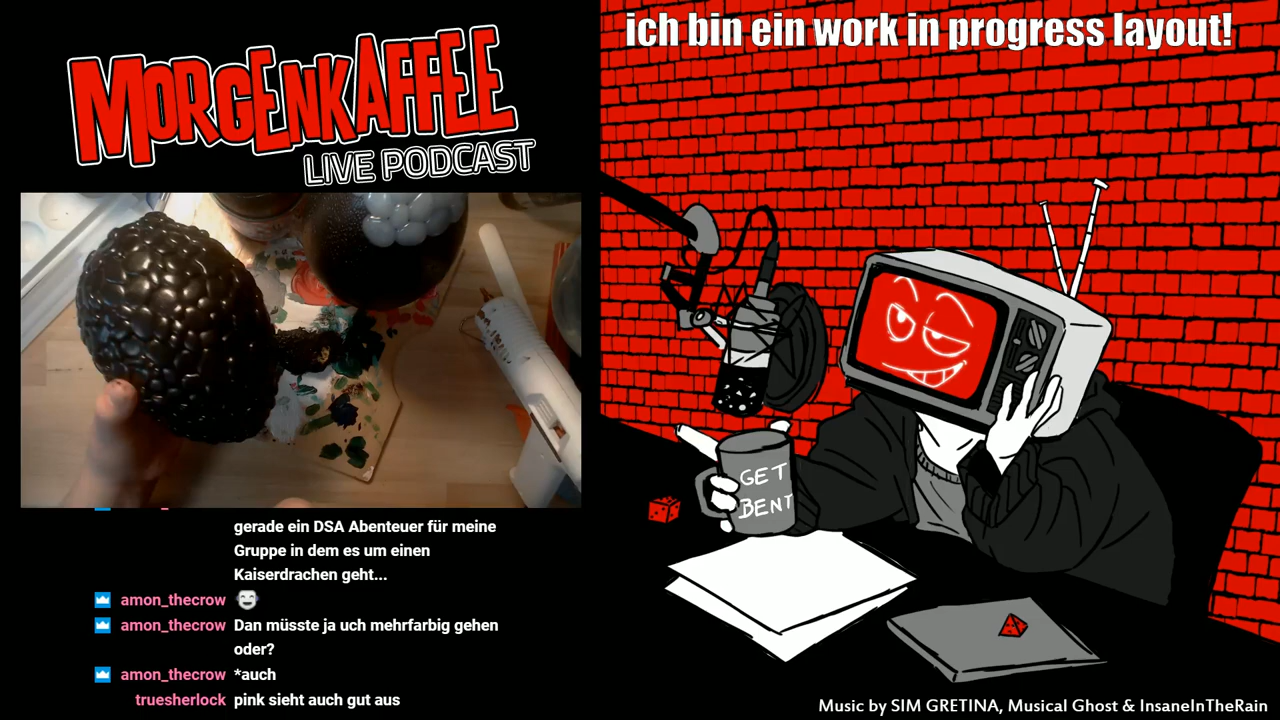 MORGENKAFFEE
LIVE PODCAST
ich bin ein work in progress layout!
GET
BENT
gerade ein DSA Abenteuer für meine
Gruppe in dem es um einen
Kaiserdrachen geht...
amon_thecrow
amon_thecrow Dan müsste ja uch mehrfarbig gehen
oder?
amon_thecrow *auch
truesherlock pink sieht auch gut aus
Music by SIM GRETINA, Musical Ghost & InsaneInTheRain